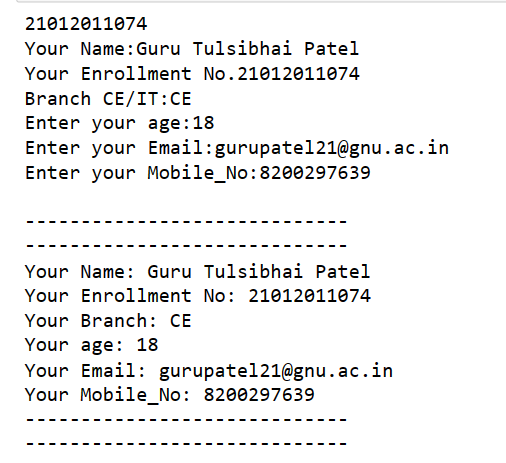 21012011074
Your Name:Guru Tulsibhai Patel
Your Enrollment No.21012011074
Branch CE/IT:CE
Enter your age:18
Enter your Email:gurupatel21@gnu.ac.in
Enter your Mobile_No:8200297639
-----------------------------
-----------------------------
Your Name: Guru Tulsibhai Patel
Your Enrollment No: 21012011074
Your Branch: CE
Your age: 18
Your Email: gurupatel21@gnu.ac.in
Your Mobile_No: 8200297639
-----------------------------
-----------------------------